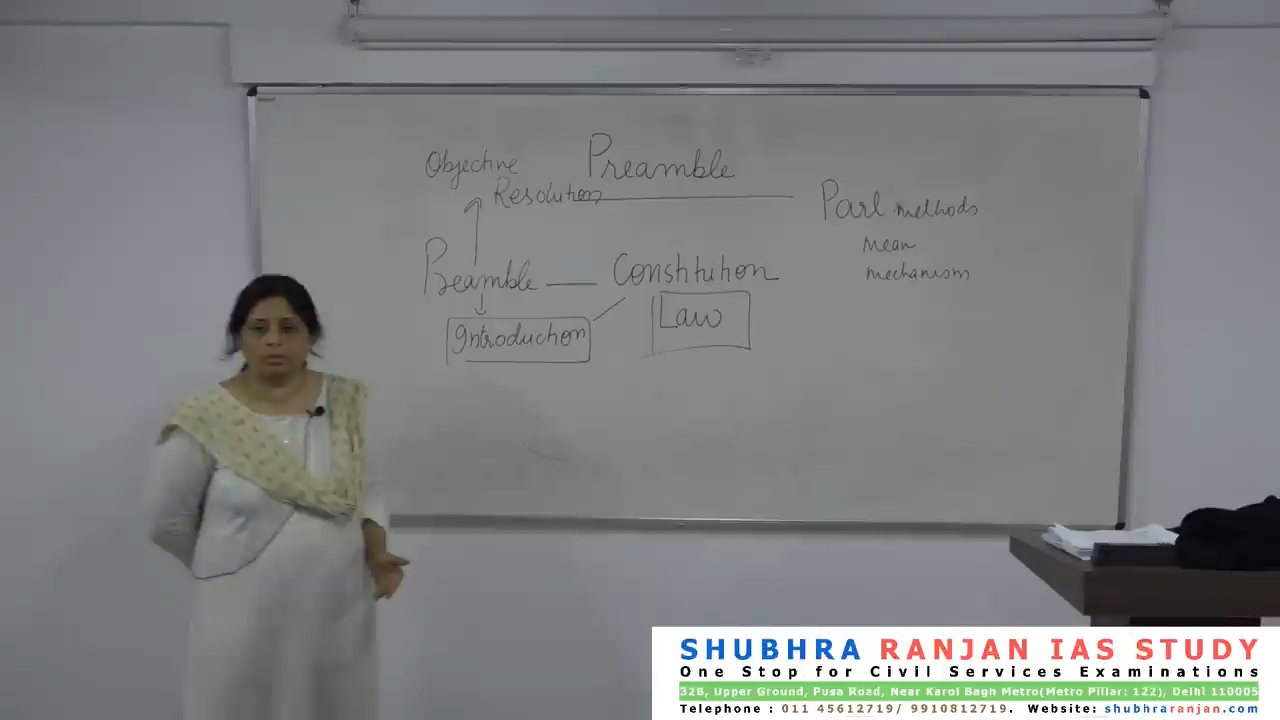 Preamble
Objective
Resolution
Parl methods
mean
mechanism
Preamble — Constitution
Introduction
Law
SHUBHRA RANJAN IAS STUDY
One Stop for Civil Services Examinations
32B, Upper Ground, Pusa Road, Near Karol Bagh Metro(Metro Pillar: 122), Delhi 110005
Telephone : 011 45612719/ 9910812719. Website: shubhraranjan.com